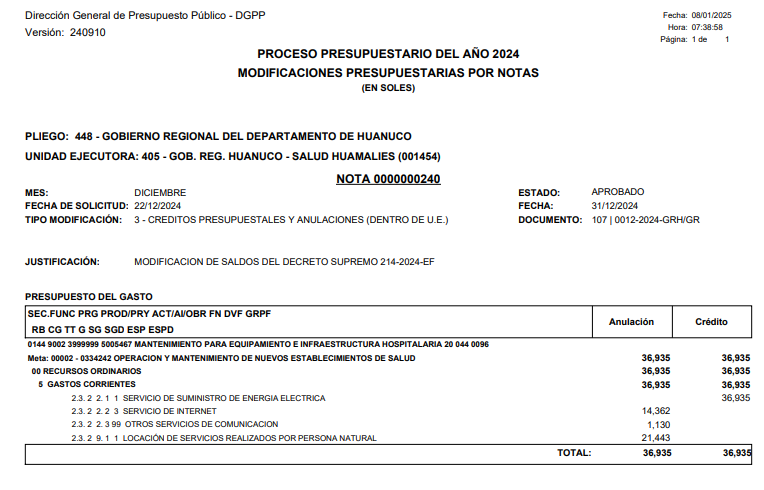 Dirección General de Presupuesto Público - DGPP
Versión: 240910
Fecha: 08/01/2025
Hora: 07:38:58
Página: 1 de 1
PROCESO PRESUPUESTARIO DEL AÑO 2024
MODIFICACIONES PRESUPUESTARIAS POR NOTAS
(EN SOLES)
PLIEGO: 448 - GOBIERNO REGIONAL DEL DEPARTAMENTO DE HUANUCO
UNIDAD EJECUTORA: 405 - GOB. REG. HUANUCO - SALUD HUAMALIES (001454)
NOTA 0000000240
MES: DICIEMBRE ESTADO: APROBADO
FECHA DE SOLICITUD: 22/12/2024 FECHA: 31/12/2024
TIPO MODIFICACIÓN: 3 - CREDITOS PRESUPUESTALES Y ANULACIONES (DENTRO DE U.E.) DOCUMENTO: 107 | 0012-2024-GRH/GR
JUSTIFICACIÓN: MODIFICACION DE SALDOS DEL DECRETO SUPREMO 214-2024-EF
PRESUPUESTO DEL GASTO
SEC.FUNC PRG PROD/PRY ACT/AI/OBR FN DVF GRPF
RB CG TT G SG SGD ESP ESPD Anulación Crédito
0144 9002 3999999 5005467 MANTENIMIENTO PARA EQUIPAMIENTO E INFRAESTRUCTURA HOSPITALARIA 20 044 0096
Meta: 00002 - 0334242 OPERACION Y MANTENIMIENTO DE NUEVOS ESTABLECIMIENTOS DE SALUD 36,935 36,935
00 RECURSOS ORDINARIOS 36,935 36,935
5 GASTOS CORRIENTES 36,935 36,935
2.3. 2 2. 1 1 SERVICIO DE SUMINISTRO DE ENERGIA ELECTRICA 36,935
2.3. 2 2. 2 3 SERVICIO DE INTERNET 14,362
2.3. 2 2. 3 99 OTROS SERVICIOS DE COMUNICACION 1,130
2.3. 2 9. 1 1 LOCACIÓN DE SERVICIOS REALIZADOS POR PERSONA NATURAL 21,443
TOTAL: 36,935 36,935